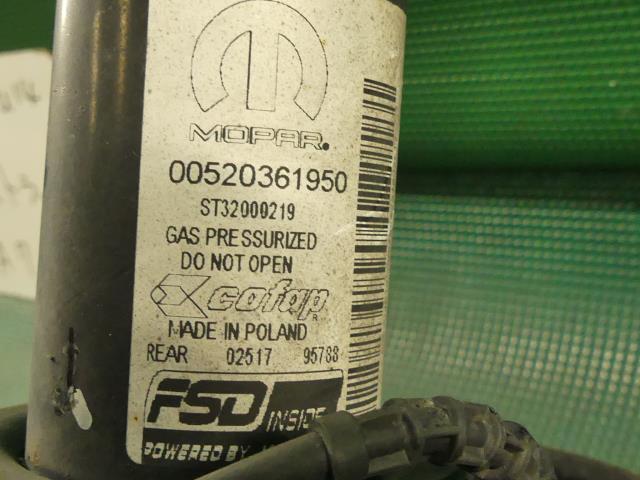 MOPAR®
00520361950
ST32000219
GAS PRESSURIZED
DO NOT OPEN
cofap®
MADE IN POLAND
REAR 02517 95788
FSD
INSIDE
POWERED BY